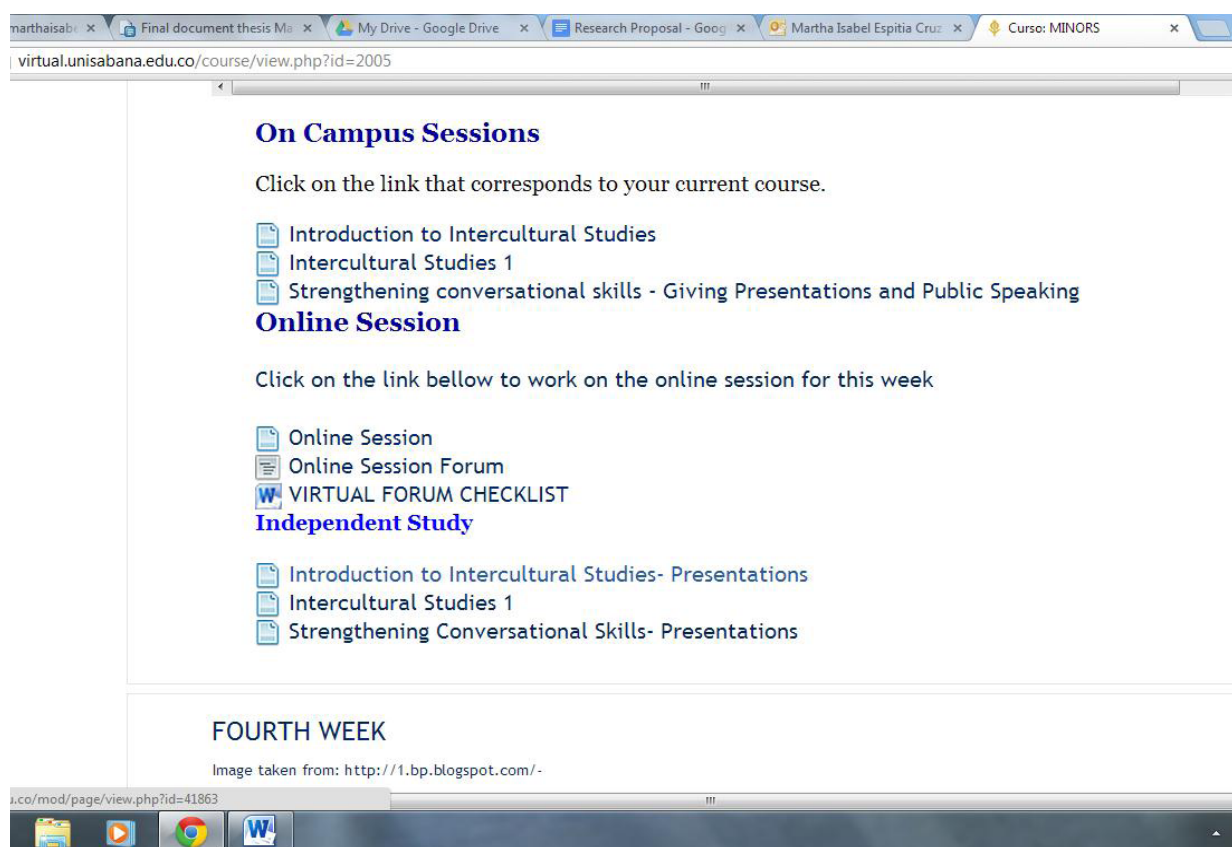 marthaisabe Final document thesis Ma My Drive - Google Drive Research Proposal - Goog Martha Isabel Espitia Cruz Curso: MINORS
virtual.unisabana.edu.co/course/view.php?id=2005
On Campus Sessions
Click on the link that corresponds to your current course.
Introduction to Intercultural Studies
Intercultural Studies 1
Strengthening conversational skills - Giving Presentations and Public Speaking
Online Session
Click on the link bellow to work on the online session for this week
Online Session
Online Session Forum
VIRTUAL FORUM CHECKLIST
Independent Study
Introduction to Intercultural Studies- Presentations
Intercultural Studies 1
Strengthening Conversational Skills- Presentations
FOURTH WEEK
Image taken from: http://1.bp.blogspot.com/-
u.co/mod/page/view.php?id=41863